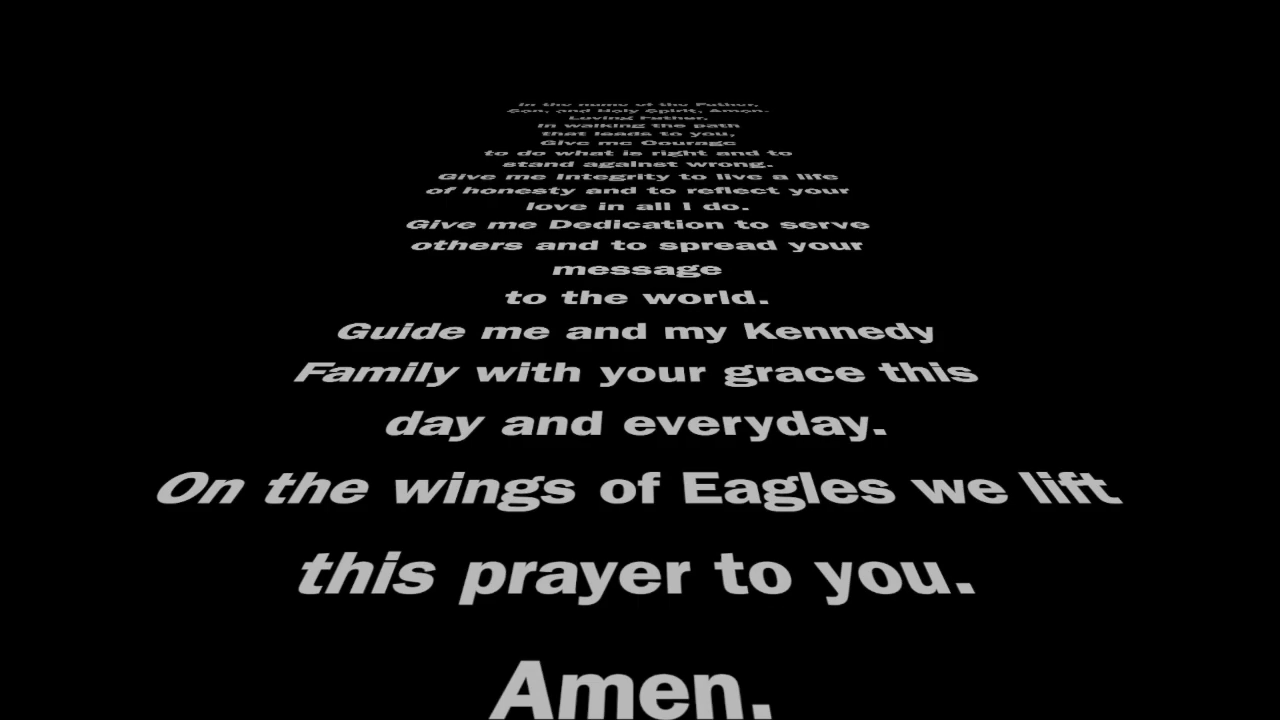 In the name of the Father,
Son, and Holy Spirit, Amen.
Loving Father,
In walking the path
that leads to you,
Give me Courage
to do what is right and to
stand against wrong.
Give me Integrity to live a life
of honesty and to reflect your
love in all I do.
Give me Dedication to serve
others and to spread your
message
to the world.
Guide me and my Kennedy
Family with your grace this
day and everyday.
On the wings of Eagles we lift
this prayer to you.
Amen.